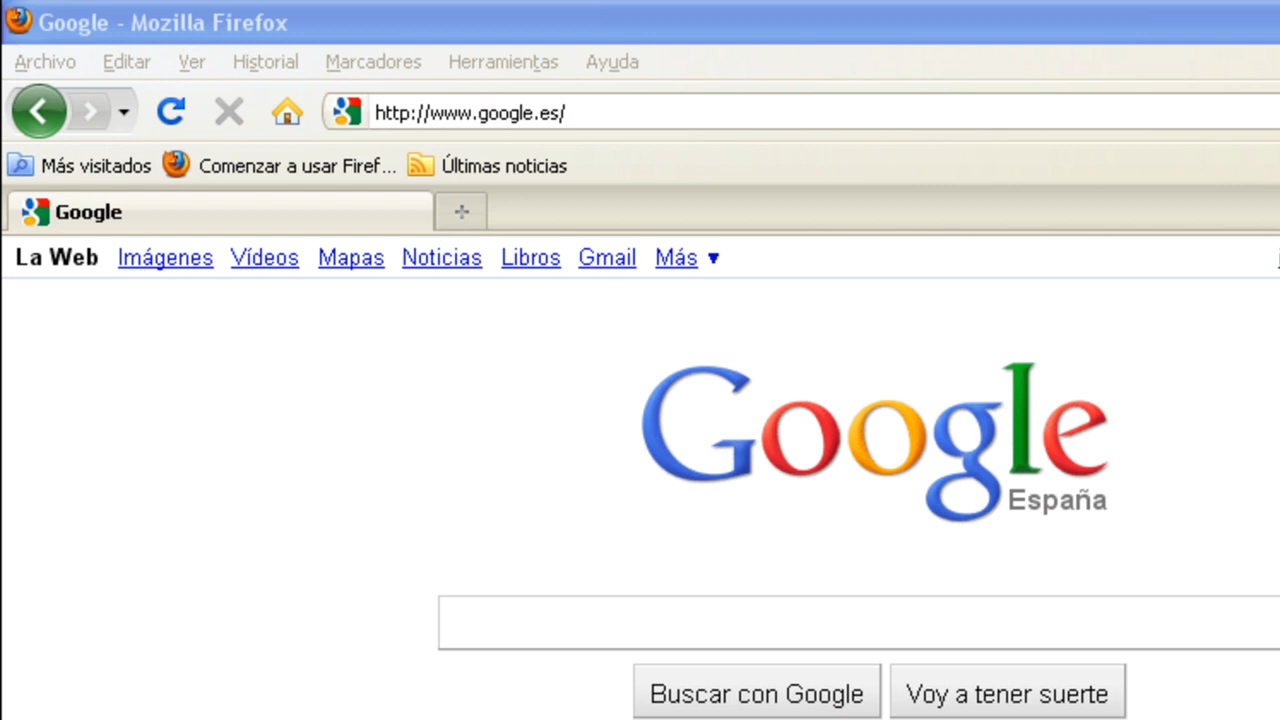 Google - Mozilla Firefox
Archivo Editar Ver Historial Marcadores Herramientas Ayuda
http://www.google.es/
Más visitados Comenzar a usar Firef... Últimas noticias
Google
La Web Imágenes Vídeos Mapas Noticias Libros Gmail Más
Google
España
Buscar con Google Voy a tener suerte